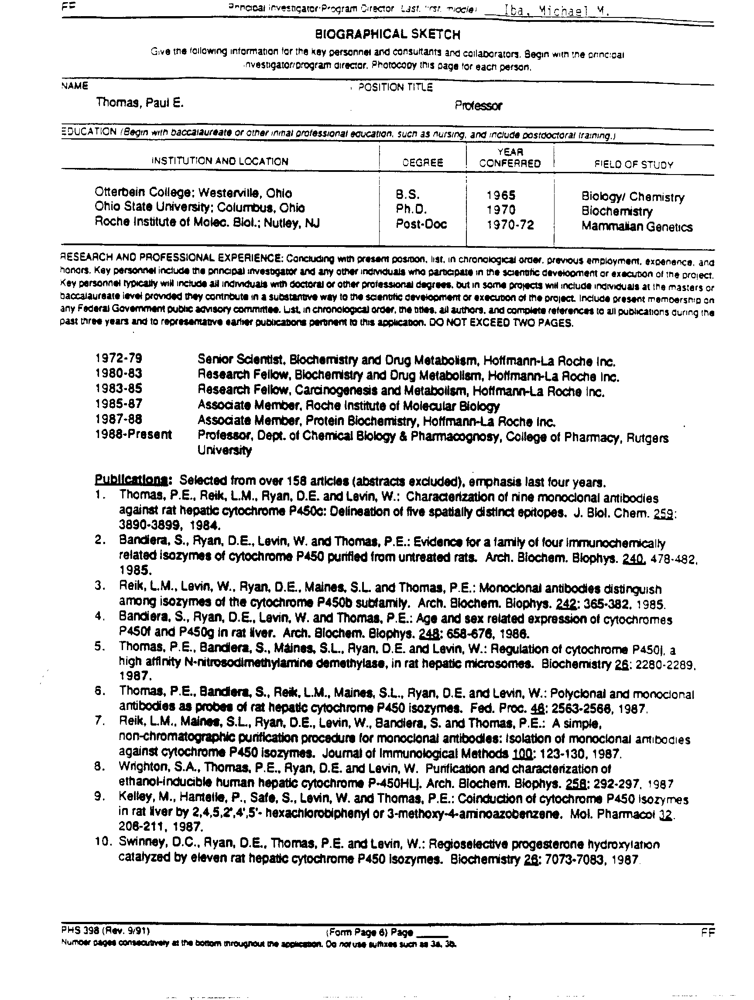 FF
Principal Investigator/Program Director (Last, first, middle) Iba, Michael M.
BIOGRAPHICAL SKETCH
Give the following information for the key personnel and consultants and collaborators. Begin with the principal
investigator/program director. Photocopy this page for each person.
NAME
POSITION TITLE
Thomas, Paul E.
Professor
EDUCATION (Begin with baccalaureate or other initial professional education, such as nursing, and include postdoctoral training.)
INSTITUTION AND LOCATION DEGREE YEAR CONFERRED FIELD OF STUDY
Otterbein College; Westerville, Ohio B.S. 1965 Biology/ Chemistry
Ohio State University; Columbus, Ohio Ph.D. 1970 Biochemistry
Roche Institute of Molec. Biol.; Nutley, NJ Post-Doc 1970-72 Mammalian Genetics
RESEARCH AND PROFESSIONAL EXPERIENCE: Concluding with present position, list, in chronological order, previous employment, experience, and
honors. Key personnel include the principal investigator and any other individuals who participate in the scientific development or execution of the project.
Key personnel typically will include all individuals with doctoral or other professional degrees, but in some projects will include individuals at the masters or
baccalaureate level provided they contribute in a substantive way to the scientific development or execution of the project. Include present membership on
any Federal Government public advisory committee. List, in chronological order, the titles, all authors, and complete references to all publications during the
past three years and to representative earlier publications pertinent to this application. DO NOT EXCEED TWO PAGES.
1972-79 Senior Scientist, Biochemistry and Drug Metabolism, Hoffmann-La Roche Inc.
1980-83 Research Fellow, Biochemistry and Drug Metabolism, Hoffmann-La Roche Inc.
1983-85 Research Fellow, Carcinogenesis and Metabolism, Hoffmann-La Roche Inc.
1985-87 Associate Member, Roche Institute of Molecular Biology
1987-88 Associate Member, Protein Biochemistry, Hoffmann-La Roche Inc.
1988-Present Professor, Dept. of Chemical Biology & Pharmacognosy, College of Pharmacy, Rutgers
University
Publications: Selected from over 158 articles (abstracts excluded), emphasis last four years.
1. Thomas, P.E., Reik, L.M., Ryan, D.E. and Levin, W.: Characterization of nine monoclonal antibodies
against rat hepatic cytochrome P450c: Delineation of five spatially distinct epitopes. J. Biol. Chem. 259:
3890-3899, 1984.
2. Bandiera, S., Ryan, D.E., Levin, W. and Thomas, P.E.: Evidence for a family of four immunochemically
related isozymes of cytochrome P450 purified from untreated rats. Arch. Biochem. Biophys. 240, 478-482,
1985.
3. Reik, L.M., Levin, W., Ryan, D.E., Maines, S.L. and Thomas, P.E.: Monoclonal antibodies distinguish
among isozymes of the cytochrome P450b subfamily. Arch. Biochem. Biophys. 242: 365-382, 1985.
4. Bandiera, S., Ryan, D.E., Levin, W. and Thomas, P.E.: Age and sex related expression of cytochromes
P450f and P450g in rat liver. Arch. Biochem. Biophys. 248: 658-676, 1986.
5. Thomas, P.E., Bandiera, S., Maines, S.L., Ryan, D.E. and Levin, W.: Regulation of cytochrome P450j, a
high affinity N-nitrosodimethylamine demethylase, in rat hepatic microsomes. Biochemistry 26: 2280-2289,
1987.
6. Thomas, P.E., Bandiera, S., Reik, L.M., Maines, S.L., Ryan, D.E. and Levin, W.: Polyclonal and monoclonal
antibodies as probes of rat hepatic cytochrome P450 isozymes. Fed. Proc. 46: 2563-2566, 1987.
7. Reik, L.M., Maines, S.L., Ryan, D.E., Levin, W., Bandiera, S. and Thomas, P.E.: A simple,
non-chromatographic purification procedure for monoclonal antibodies: Isolation of monoclonal antibodies
against cytochrome P450 isozymes. Journal of Immunological Methods 100: 123-130, 1987.
8. Wrighton, S.A., Thomas, P.E., Ryan, D.E. and Levin, W. Purification and characterization of
ethanol-inducible human hepatic cytochrome P-450HLj. Arch. Biochem. Biophys. 258: 292-297, 1987
9. Kelley, M., Hantelle, P., Safe, S., Levin, W. and Thomas, P.E.: Coinduction of cytochrome P450 isozymes
in rat liver by 2,4,5,2',4',5'- hexachlorobiphenyl or 3-methoxy-4-aminoazobenzene. Mol. Pharmacol 32.
206-211, 1987.
10. Swinney, D.C., Ryan, D.E., Thomas, P.E. and Levin, W.: Regioselective progesterone hydroxylation
catalyzed by eleven rat hepatic cytochrome P450 isozymes. Biochemistry 26: 7073-7083, 1987.
PHS 398 (Rev. 9/91) (Form Page 6) Page FF
Number pages consecutively at the bottom throughout the application. Do not use suffixes such as 3a, 3b.